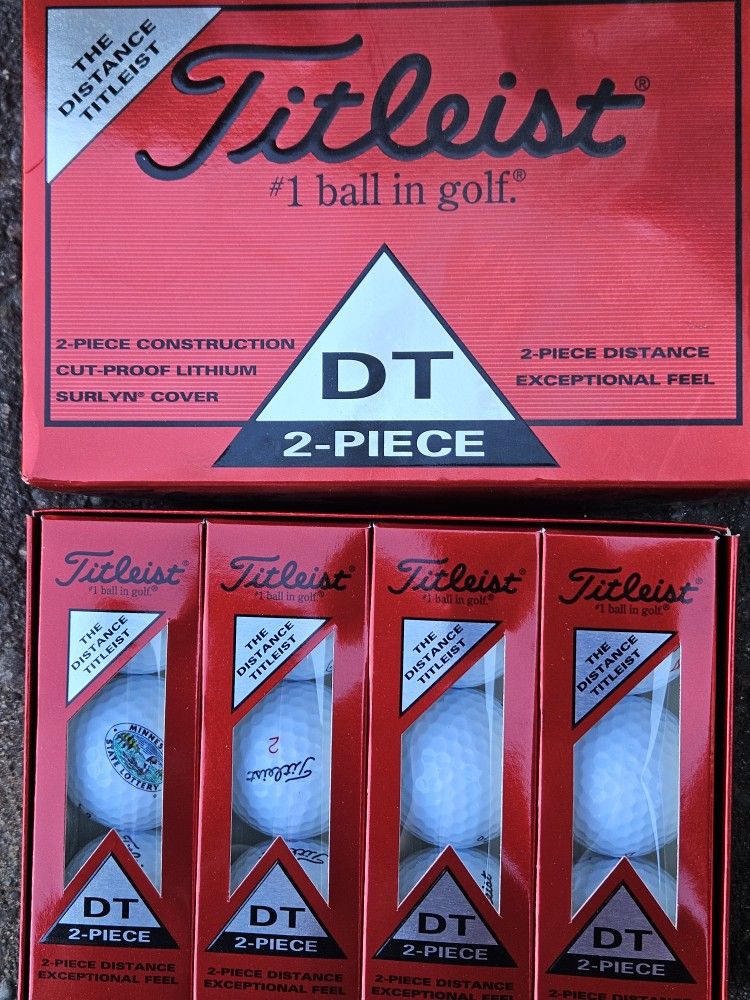 THE
DISTANCE
TITLEIST
Titleist®
#1 ball in golf.®
2-PIECE CONSTRUCTION
CUT-PROOF LITHIUM
SURLYN® COVER
DT
2-PIECE
2-PIECE DISTANCE
EXCEPTIONAL FEEL
Titleist®
#1 ball in golf.®
THE
DISTANCE
TITLEIST
MINNES
STATE LOTTERY
DT
2-PIECE
2-PIECE DISTANCE
EXCEPTIONAL FEEL
Titleist®
#1 ball in golf.®
THE
DISTANCE
TITLEIST
2
Titleist
DT
2-PIECE
2-PIECE DISTANCE
EXCEPTIONAL FEEL
Titleist®
#1 ball in golf.®
THE
DISTANCE
TITLEIST
DT
2-PIECE
2-PIECE DISTANCE
EXCEPTIONAL FEEL
Titleist®
#1 ball in golf.®
THE
DISTANCE
TITLEIST
DT
2-PIECE
2-PIECE DISTANCE